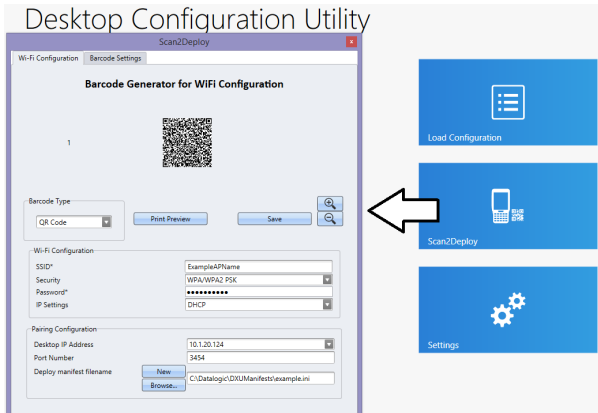 Desktop Configuration Utility
Scan2Deploy
x
Wi-Fi Configuration Barcode Settings
Barcode Generator for WiFi Configuration
1
Barcode Type
QR Code
Print Preview
Save
Wi-Fi Configuration
SSID* ExampleAPName
Security WPA/WPA2 PSK
Password* ●●●●●●●●●●
IP Settings DHCP
Pairing Configuration
Desktop IP Address 10.1.20.124
Port Number 3454
Deploy manifest filename New
Browse... C:\Datalogic\DXUManifests\example.ini
Load Configuration
Scan2Deploy
Settings